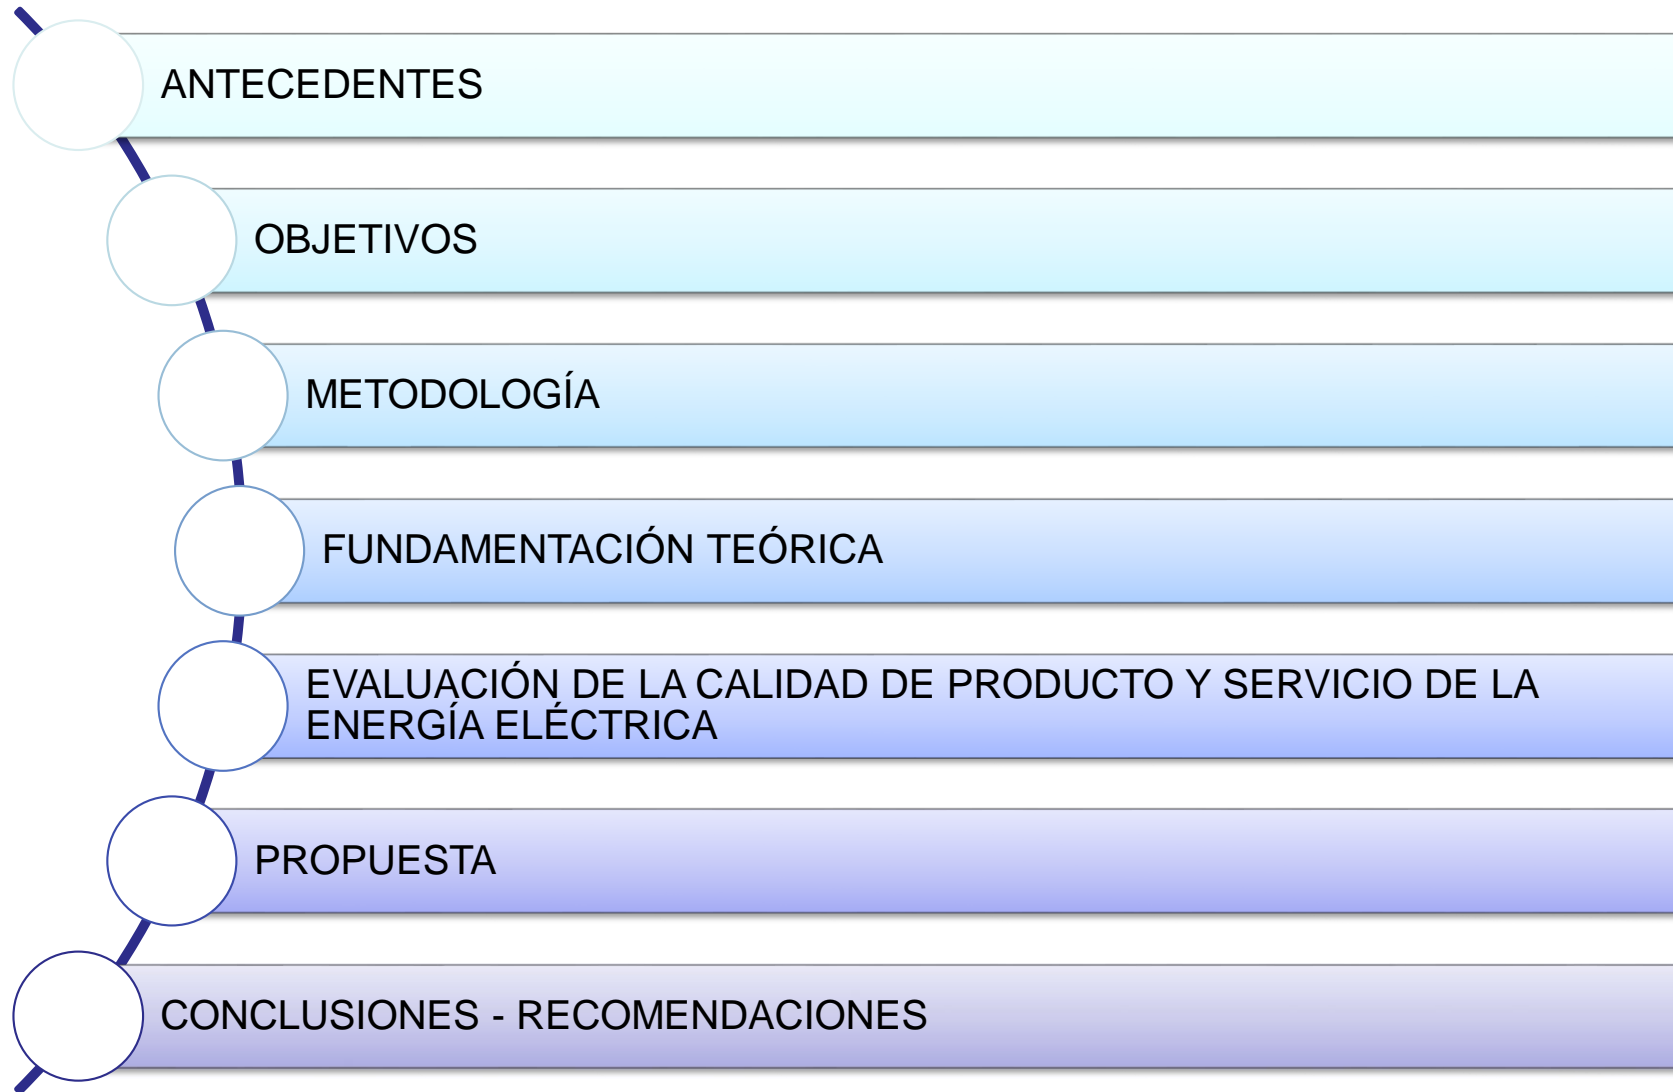 ANTECEDENTES
OBJETIVOS
METODOLOGÍA
FUNDAMENTACIÓN TEÓRICA
EVALUACIÓN DE LA CALIDAD DE PRODUCTO Y SERVICIO DE LA
ENERGÍA ELÉCTRICA
PROPUESTA
CONCLUSIONES - RECOMENDACIONES